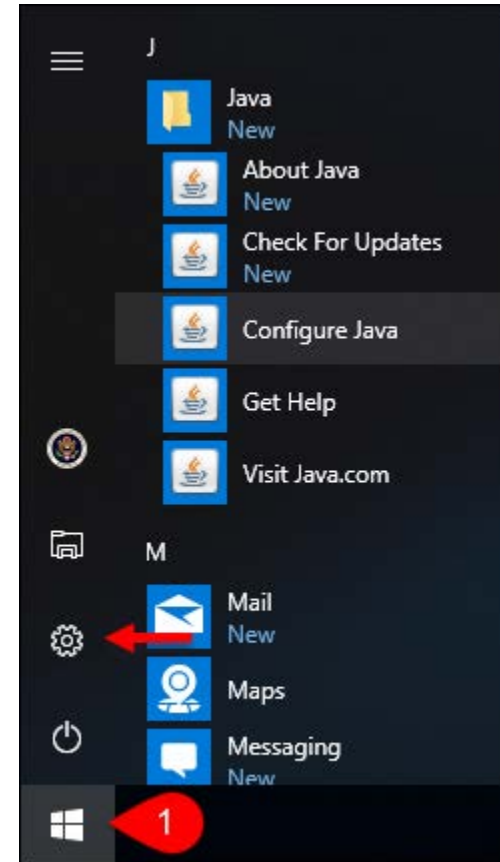 J
Java
New
About Java
New
Check For Updates
New
Configure Java
Get Help
Visit Java.com
M
Mail
New
Maps
Messaging
New
1